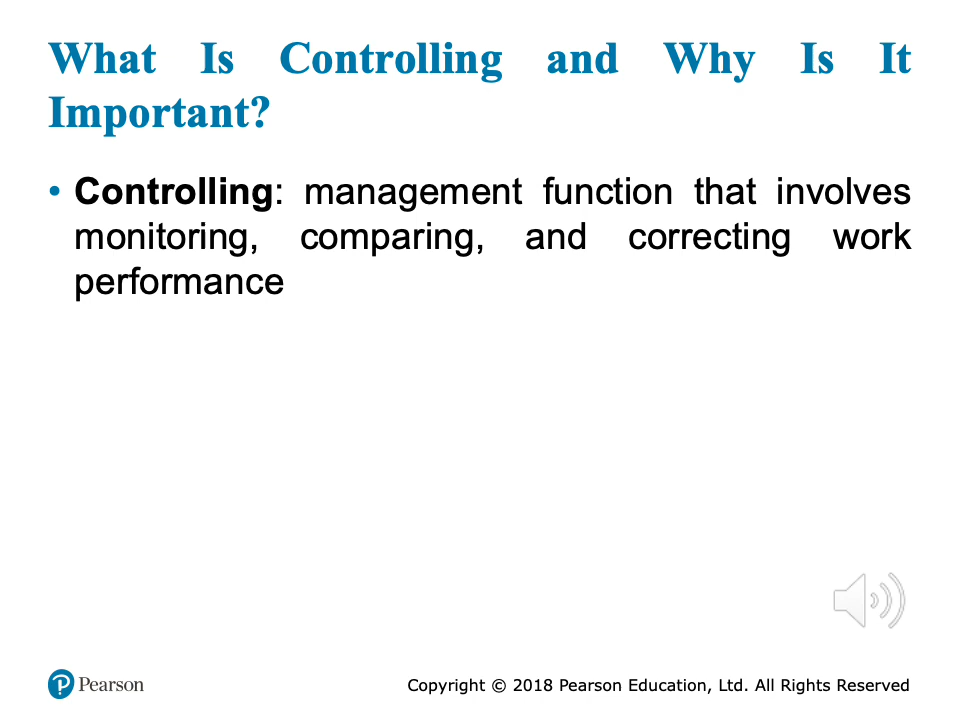 What Is Controlling and Why Is It
Important?
• Controlling: management function that involves
monitoring, comparing, and correcting work
performance
Pearson
Copyright © 2018 Pearson Education, Ltd. All Rights Reserved